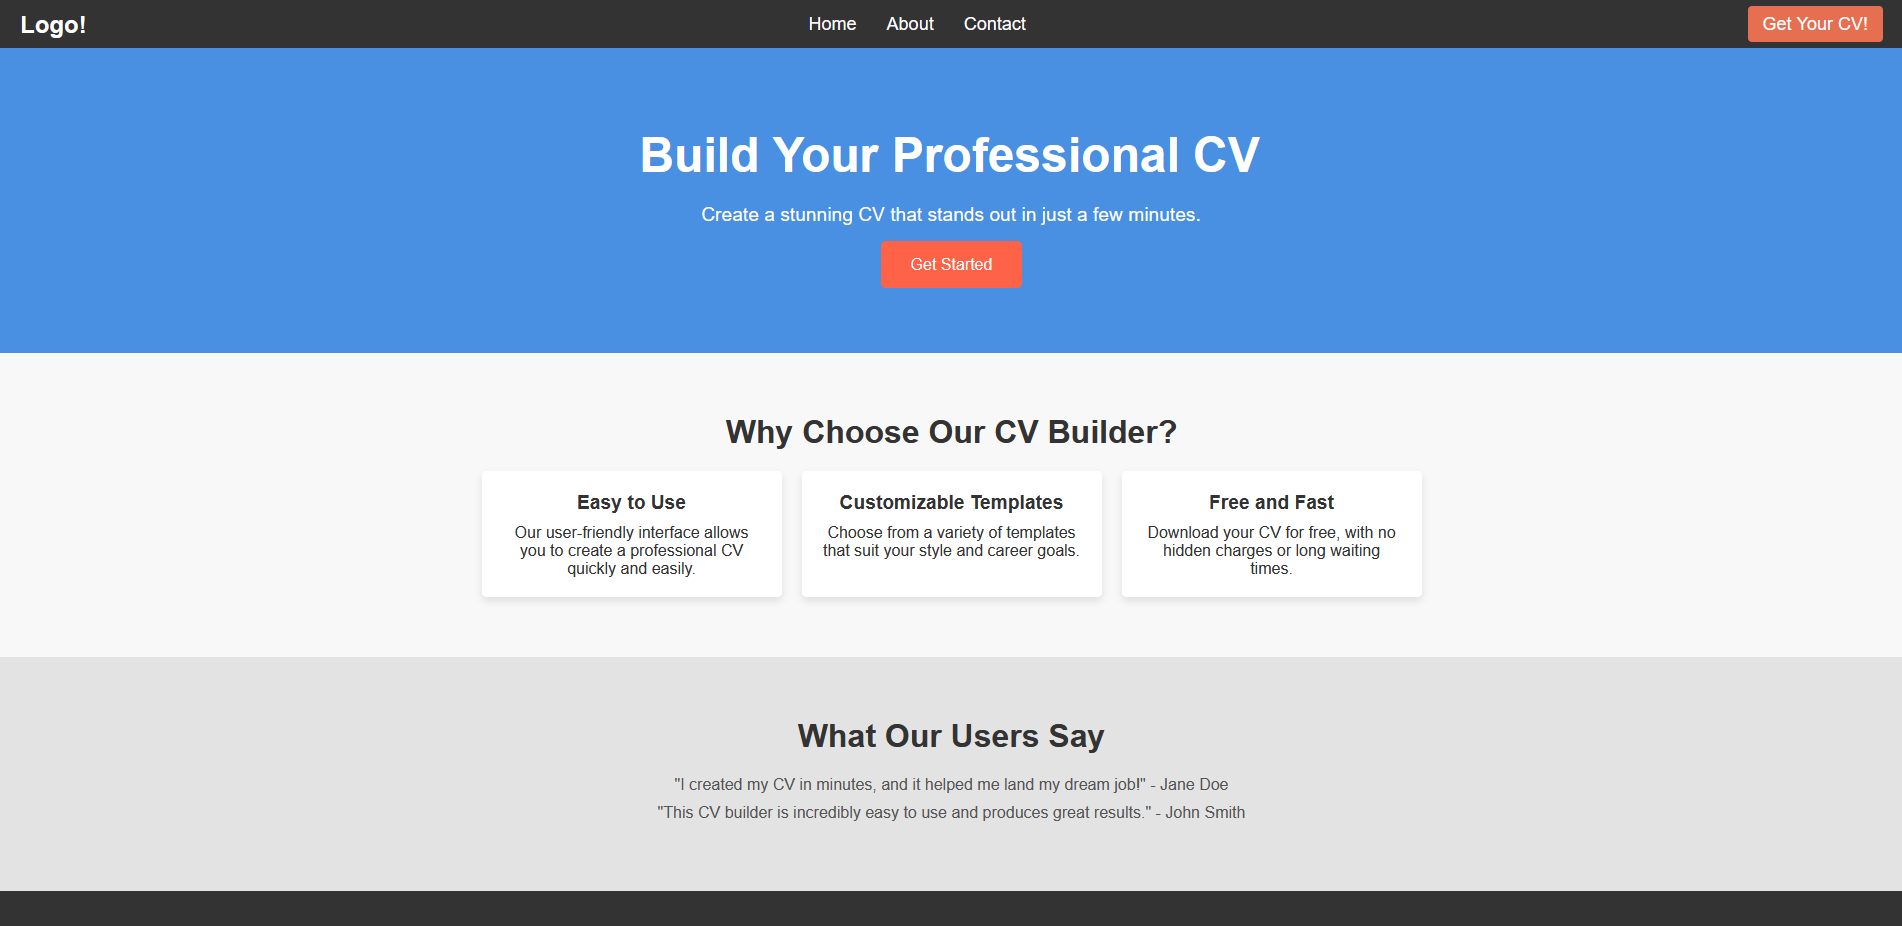 Logo!
Home About Contact
Get Your CV!
Build Your Professional CV
Create a stunning CV that stands out in just a few minutes.
Get Started
Why Choose Our CV Builder?
Easy to Use
Our user-friendly interface allows
you to create a professional CV
quickly and easily.
Customizable Templates
Choose from a variety of templates
that suit your style and career goals.
Free and Fast
Download your CV for free, with no
hidden charges or long waiting
times.
What Our Users Say
"I created my CV in minutes, and it helped me land my dream job!" - Jane Doe
"This CV builder is incredibly easy to use and produces great results." - John Smith